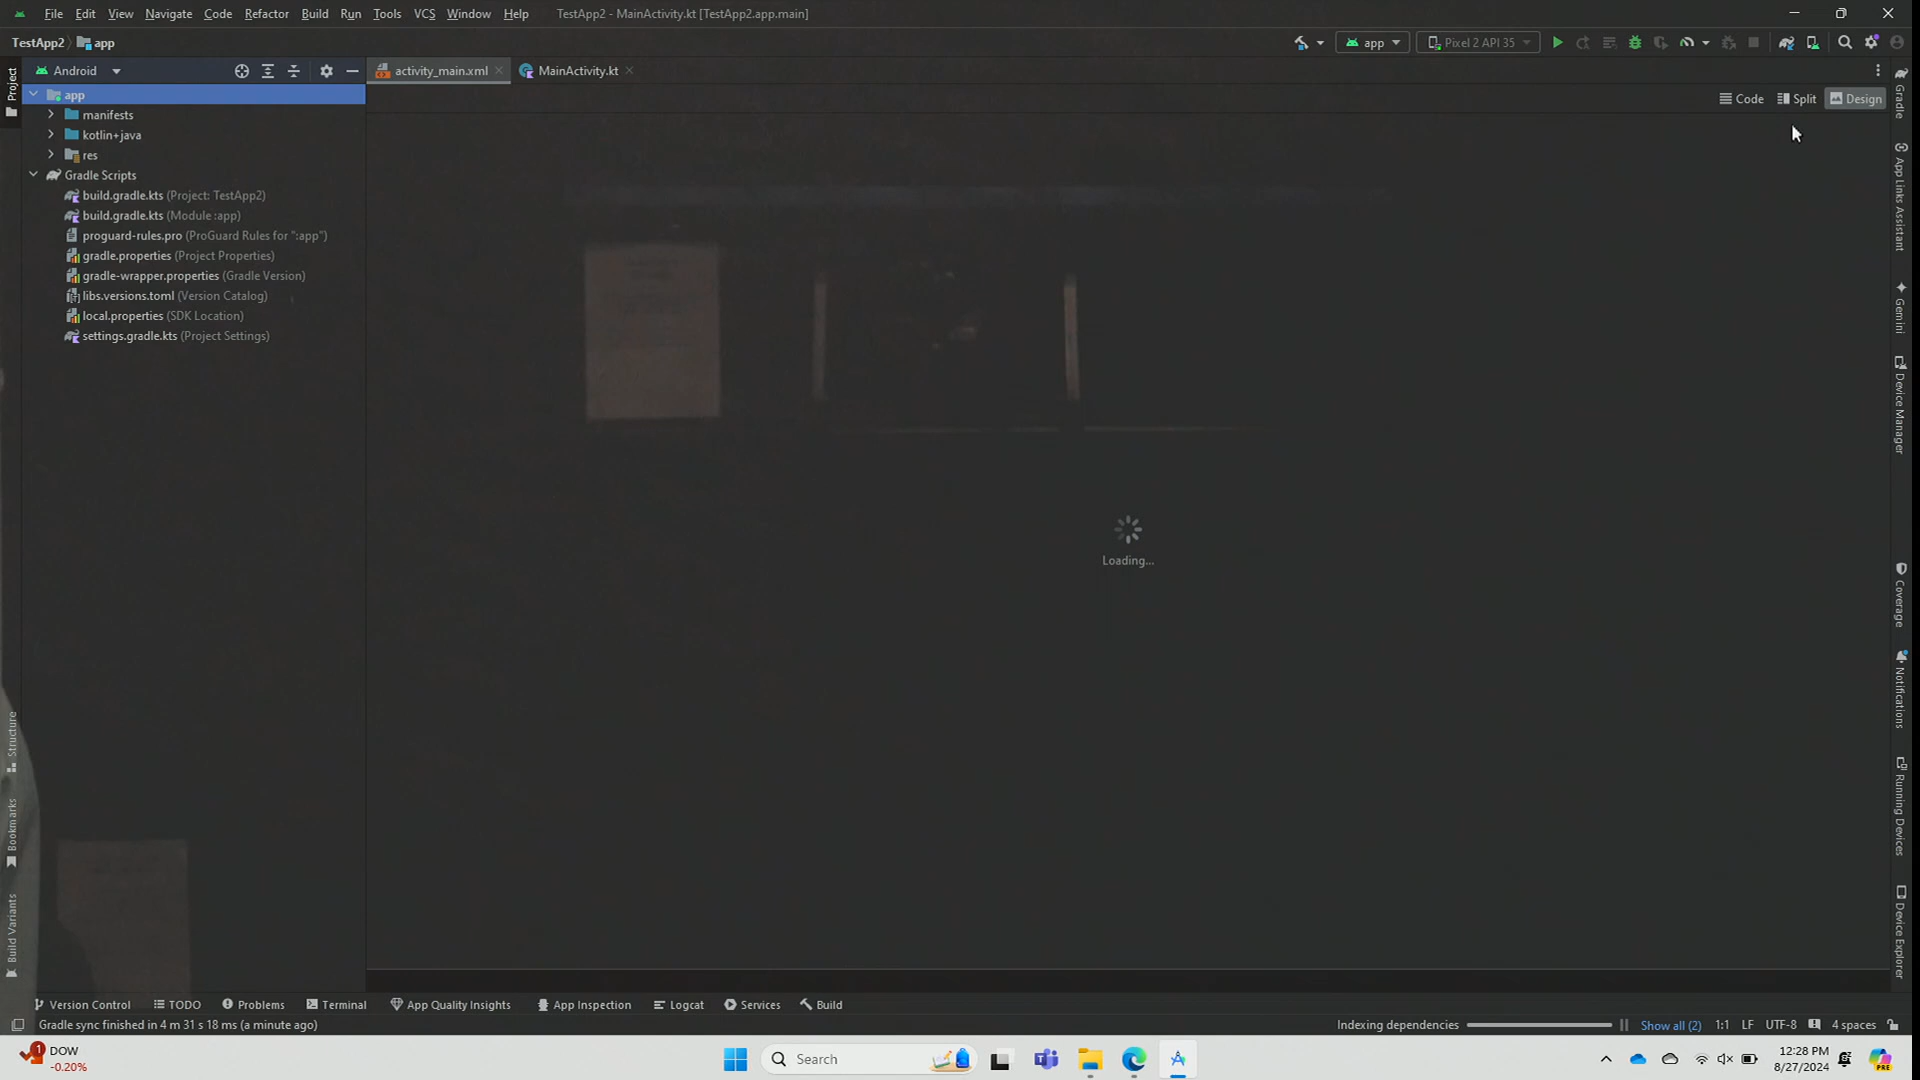 File Edit View Navigate Code Refactor Build Run Tools VCS Window Help TestApp2 - MainActivity.kt [TestApp2.app.main]
TestApp2 app
app Pixel 2 API 35
Project
Android
activity_main.xml
MainActivity.kt
Code Split Design
app
manifests
kotlin+java
res
Gradle Scripts
build.gradle.kts (Project: TestApp2)
build.gradle.kts (Module :app)
proguard-rules.pro (ProGuard Rules for ":app")
gradle.properties (Project Properties)
gradle-wrapper.properties (Gradle Version)
libs.versions.toml (Version Catalog)
local.properties (SDK Location)
settings.gradle.kts (Project Settings)
Loading...
Gradle
App Links Assistant
Gemini
Device Manager
Coverage
Notifications
Running Devices
Device Explorer
Structure
Bookmarks
Build Variants
Version Control TODO Problems Terminal App Quality Insights App Inspection Logcat Services Build
Gradle sync finished in 4 m 31 s 18 ms (a minute ago)
Indexing dependencies Show all (2) 1:1 LF UTF-8 4 spaces
1
DOW
-0.20%
Search
12:28 PM
8/27/2024
PRE